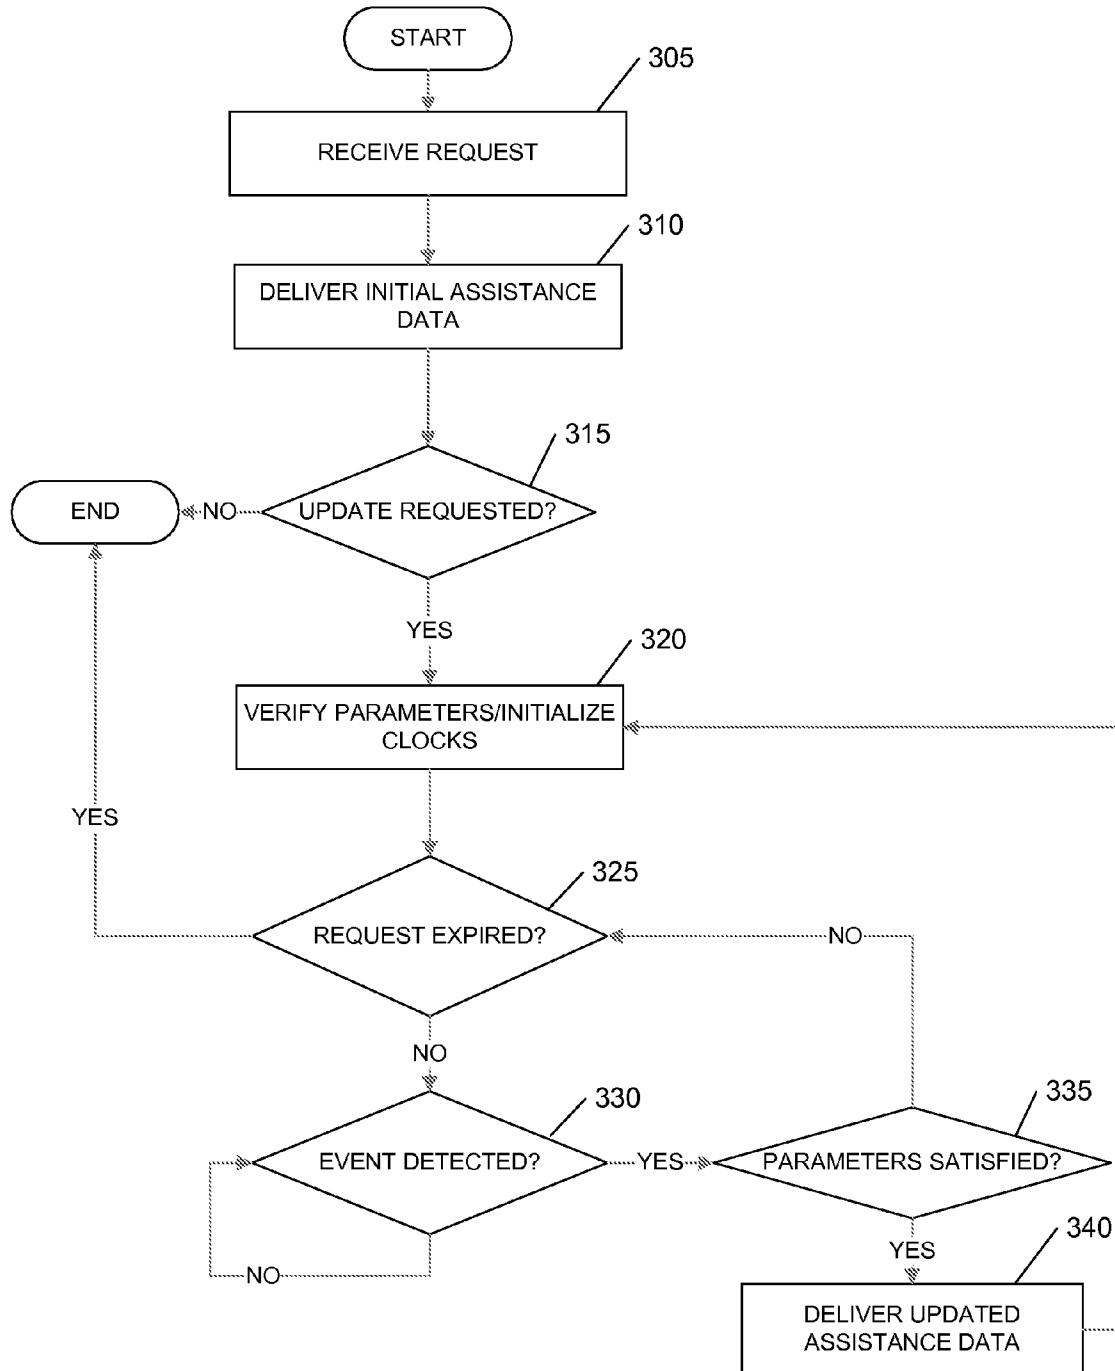 START
305
RECEIVE REQUEST
310
DELIVER INITIAL ASSISTANCE
DATA
315
END
NO
UPDATE REQUESTED?
YES
320
VERIFY PARAMETERS/INITIALIZE
CLOCKS
YES
325
REQUEST EXPIRED?
NO
NO
330
335
EVENT DETECTED?
YES
PARAMETERS SATISFIED?
NO
YES
340
DELIVER UPDATED
ASSISTANCE DATA